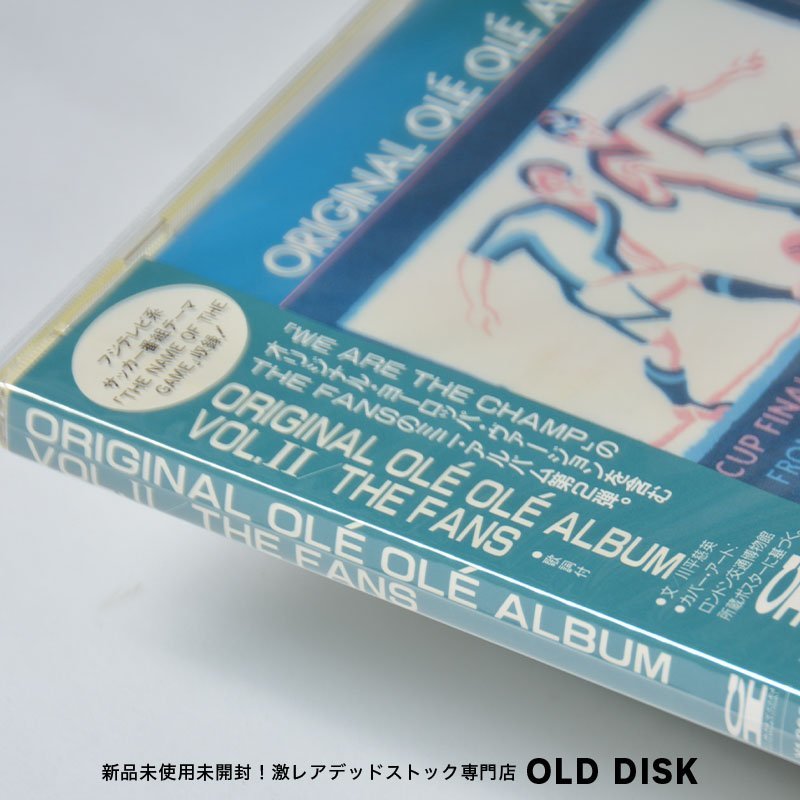 ORIGINAL OLÉ OLÉ A
CUP FINAL
FRO
フジテレビ系
サッカー番組テーマ
「THE NAME OF THE
GAME」収録！
「WE ARE THE CHAMP」の
オリジナル・ヨーロッパ・ヴァージョンを含む
THE FANSのミニ・アルバム第2弾。
ORIGINAL OLÉ OLÉ ALBUM
VOL.II／THE FANS
●歌詞付
●文／川平慈英
●カバー・アート：
ロンドン交通博物館
所蔵ポスターに基づく。
ORIGINAL OLÉ OLÉ ALBUM
VOL.II／THE FANS
新品未使用未開封！激レアデッドストック専門店 OLD DISK